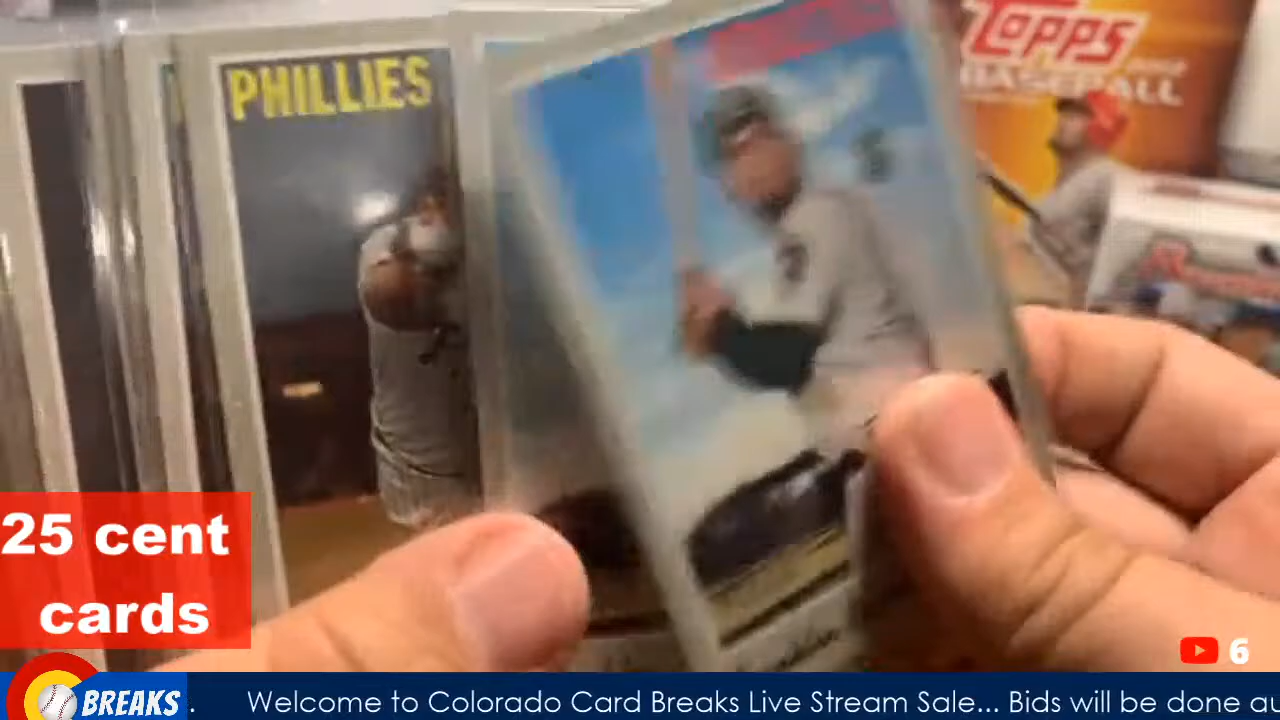 PHILLIES
TOPPS
BASEBALL
25 cent
cards
6
BREAKS
. Welcome to Colorado Card Breaks Live Stream Sale... Bids will be done au